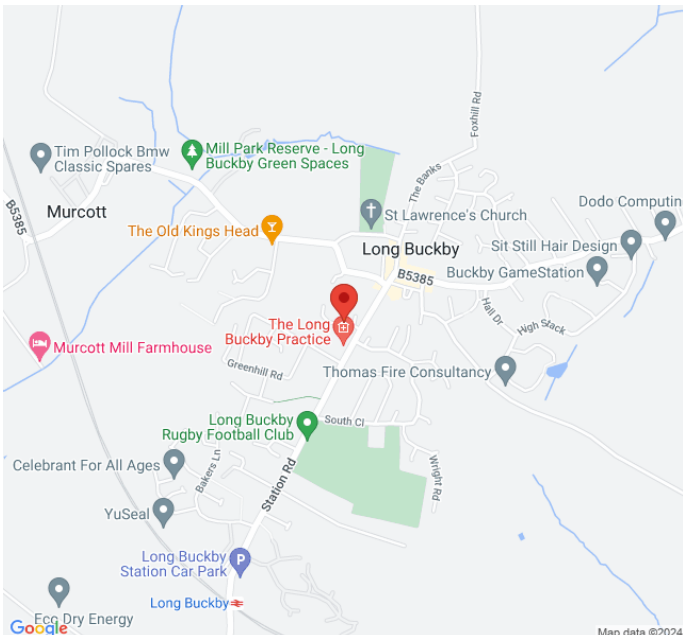 Foxhill Rd
Tim Pollock Bmw
Classic Spares
Mill Park Reserve - Long
Buckby Green Spaces
The Banks
B5385
Murcott
The Old Kings Head
St Lawrence's Church
Dodo Computing
Long Buckby
Sit Still Hair Design
B5385
Buckby GameStation
Hall Dr
High Stack
The Long
Buckby Practice
Murcott Mill Farmhouse
Greenhill Rd
Thomas Fire Consultancy
Long Buckby
Rugby Football Club
South Cl
Celebrant For All Ages
Bakers Ln
Station Rd
Wright Rd
YuSeal
P
Long Buckby
Station Car Park
Eco Dry Energy
Long Buckby
Google
Map data ©2024